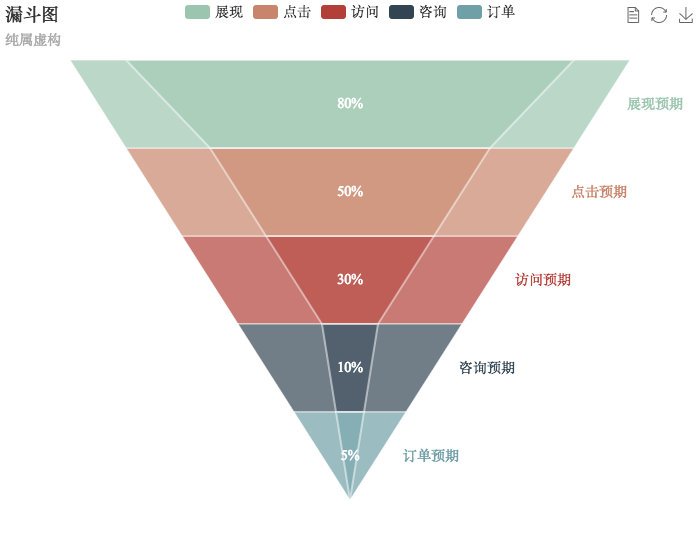 漏斗图
纯属虚构
展现 点击 访问 咨询 订单
80%
展现预期
50%
点击预期
30%
访问预期
10%
咨询预期
5%
订单预期